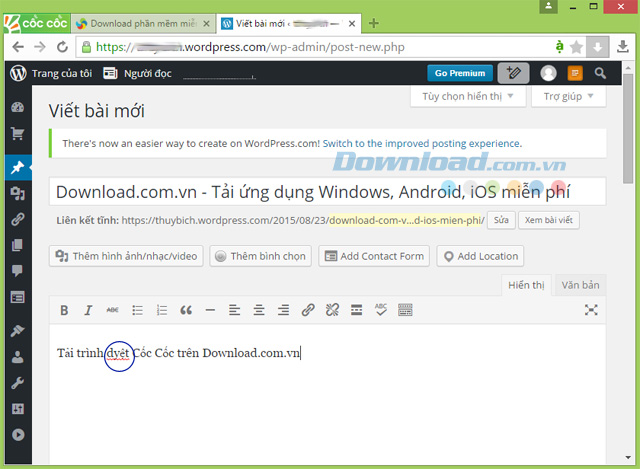 cốc cốc
Download phần mềm miễn
Viết bài mới ‹
https://
.wordpress.com/wp-admin/post-new.php
Trang của tôi
Người đọc
Go Premium
Viết bài mới
Tùy chọn hiển thị
Trợ giúp
There's now an easier way to create on WordPress.com! Switch to the improved posting experience.
Download.com.vn
Download.com.vn - Tải ứng dụng Windows, Android, iOS miễn phí
Liên kết tĩnh: https://thuybich.wordpress.com/2015/08/23/download-com-v...d-ios-mien-phi/ Sửa Xem bài viết
Thêm hình ảnh/nhạc/video Thêm bình chọn Add Contact Form Add Location
Hiển thị Văn bản
B I ABC ABC
Tải trình dyệt Cốc Cốc trên Download.com.vn